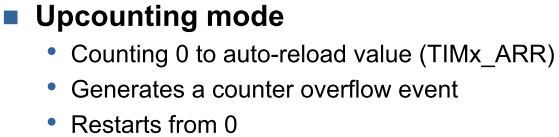 Upcounting mode
Counting 0 to auto-reload value (TIMx_ARR)
Generates a counter overflow event
Restarts from 0